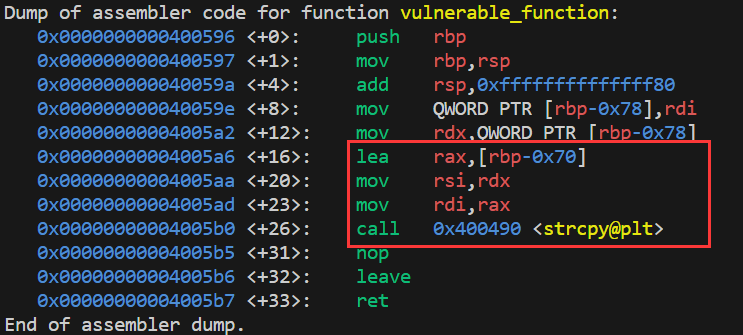 Dump of assembler code for function vulnerable_function:
0x0000000000400596 <+0>: push rbp
0x0000000000400597 <+1>: mov rbp,rsp
0x000000000040059a <+4>: add rsp,0xffffffffffffff80
0x000000000040059e <+8>: mov QWORD PTR [rbp-0x78],rdi
0x00000000004005a2 <+12>: mov rdx,QWORD PTR [rbp-0x78]
0x00000000004005a6 <+16>: lea rax,[rbp-0x70]
0x00000000004005aa <+20>: mov rsi,rdx
0x00000000004005ad <+23>: mov rdi,rax
0x00000000004005b0 <+26>: call 0x400490 <strcpy@plt>
0x00000000004005b5 <+31>: nop
0x00000000004005b6 <+32>: leave
0x00000000004005b7 <+33>: ret
End of assembler dump.